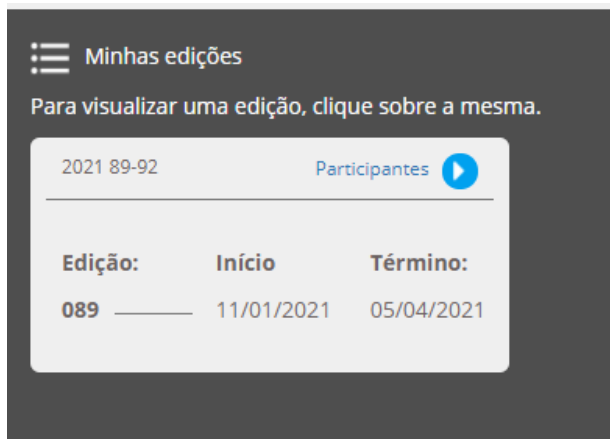 Minhas edições
Para visualizar uma edição, clique sobre a mesma.
2021 89-92 Participantes
Edição: Início Término:
089 11/01/2021 05/04/2021